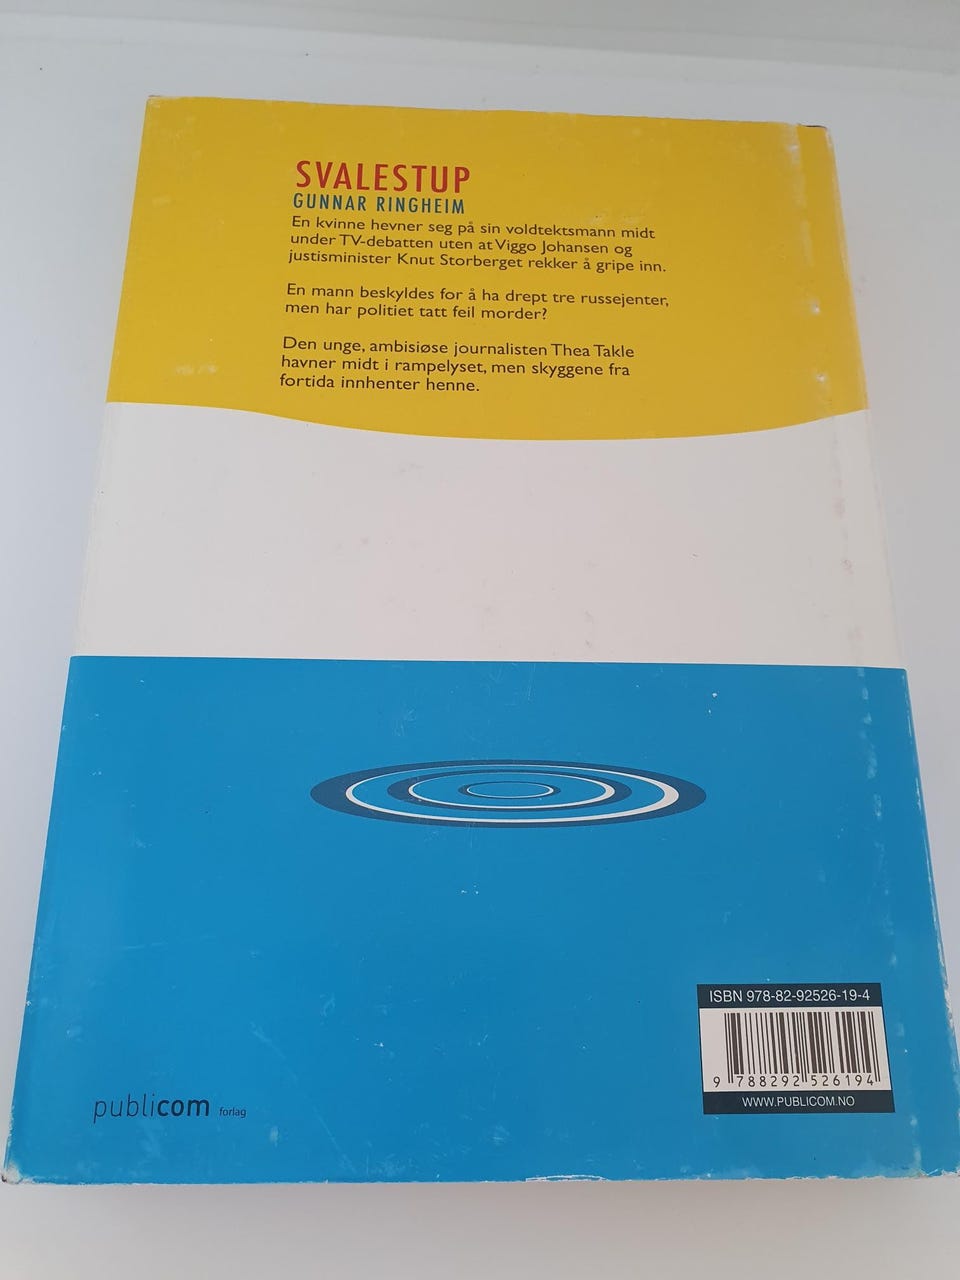 SVALESTUP
GUNNAR RINGHEIM
En kvinne hevner seg på sin voldtektsmann midt
under TV-debatten uten at Viggo Johansen og
justisminister Knut Storberget rekker å gripe inn.
En mann beskyldes for å ha drept tre russejenter,
men har politiet tatt feil morder?
Den unge, ambisiøse journalisten Thea Takle
havner midt i rampelyset, men skyggene fra
fortida innhenter henne.
ISBN 978-82-92526-19-4
9 788292 526194
WWW.PUBLICOM.NO
publicom forlag